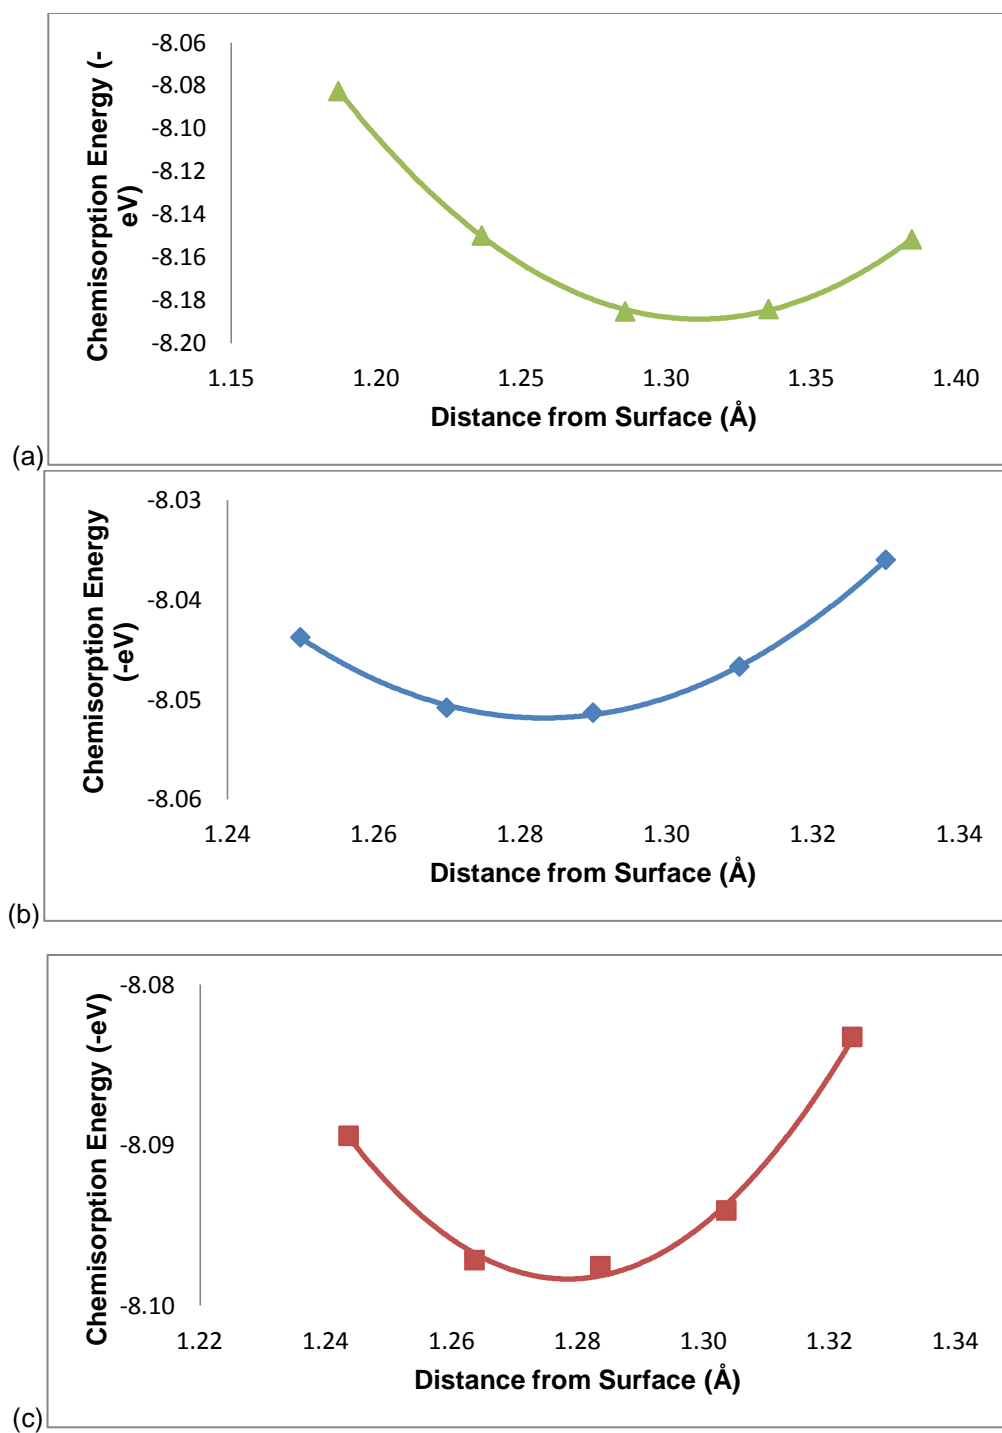 Chemisorption Energy (-
eV)
-8.06
-8.08
-8.10
-8.12
-8.14
-8.16
-8.18
-8.20
1.15 1.20 1.25 1.30 1.35 1.40
Distance from Surface (Å)
(a)
Chemisorption Energy
(-eV)
-8.03
-8.04
-8.05
-8.06
1.24 1.26 1.28 1.30 1.32 1.34
Distance from Surface (Å)
(b)
Chemisorption Energy (-eV)
-8.08
-8.09
-8.10
1.22 1.24 1.26 1.28 1.30 1.32 1.34
Distance from Surface (Å)
(c)